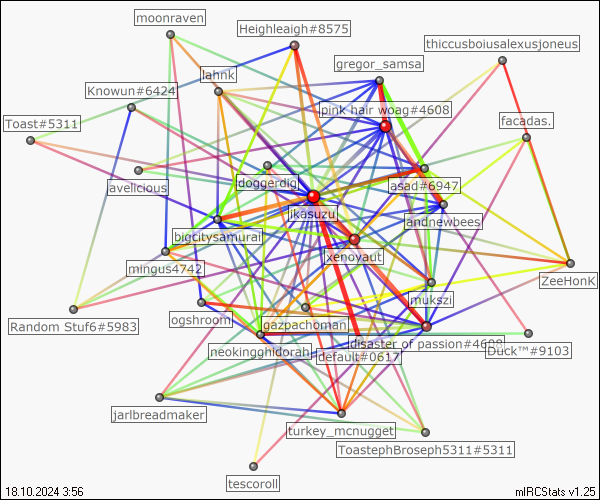 moonraven
Heighleaigh#8575
thiccusboiusalexusjoneus
gregor_samsa
lahnk
Knowun#6424
pink hair woag#4608
Toast#5311
facadas.
avelicious
doggerdig
asad#6947
jkasuzu
landnewbees
bigcitysamurai
xenoyaut
mingus4742
ZeeHonK
mukszi
Random Stuf6#5983
ogshroom
gazpachoman
disaster of passion#4608
neokingghidorah
default#0617
Duck™#9103
jarlbreadmaker
turkey_mcnugget
ToastephBroseph5311#5311
tescoroll
18.10.2024 3:56
mIRCStats v1.25